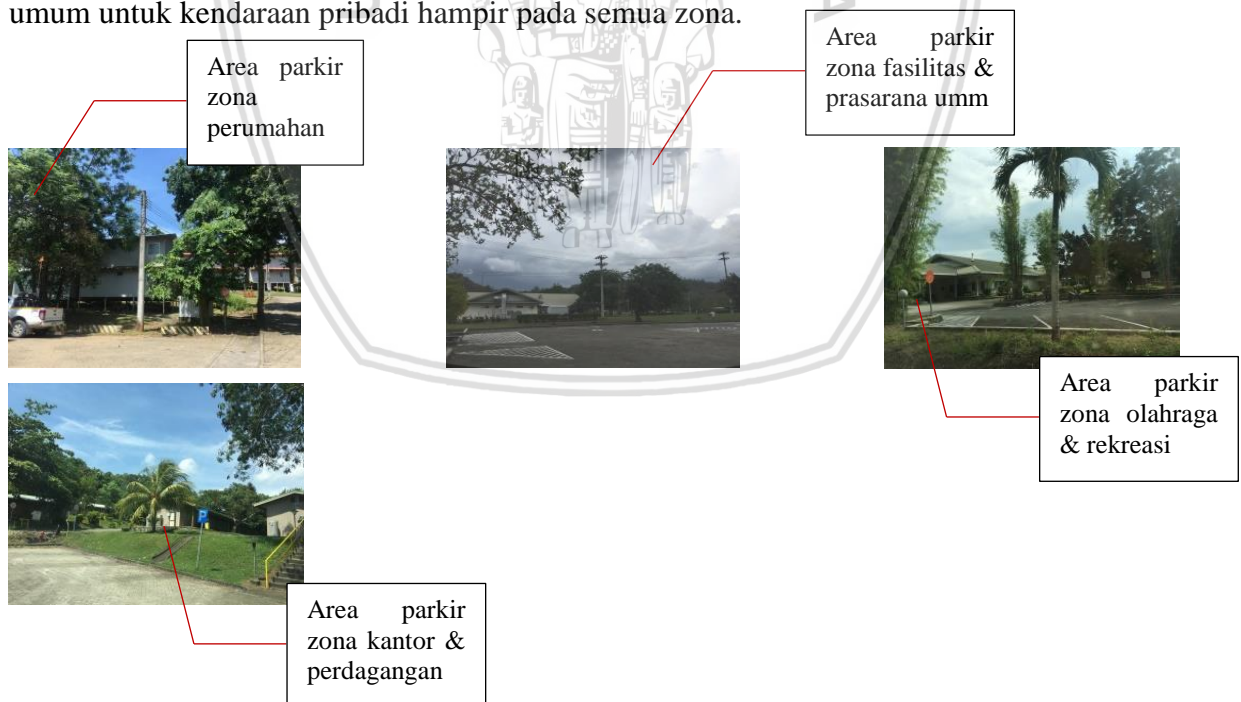 umum untuk kendaraan pribadi hampir pada semua zona.
Area parkir
zona
perumahan
Area parkir
zona fasilitas &
prasarana umm
Area parkir
zona olahraga
& rekreasi
Area parkir
zona kantor &
perdagangan
P